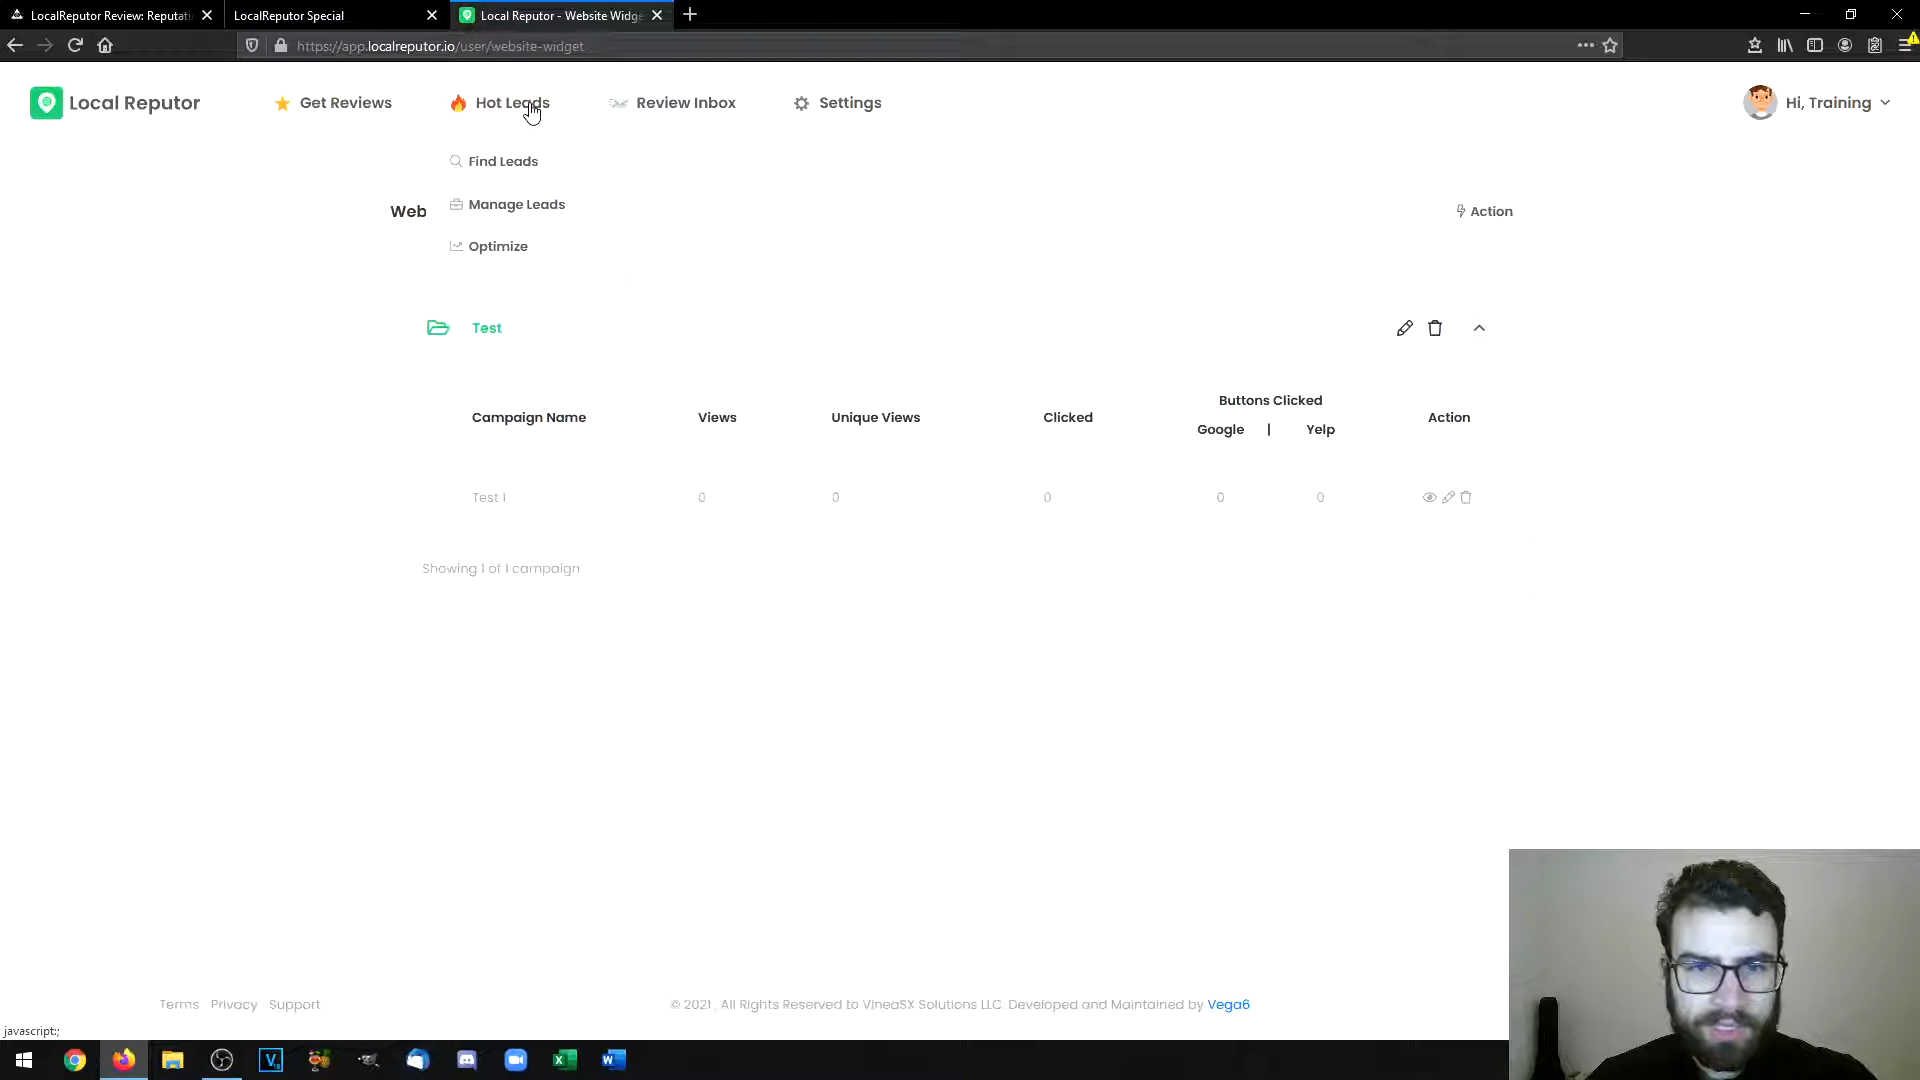 LocalReputor Review: Reputati
LocalReputor Special
Local Reputor - Website Widg
https://app.localreputor.io/user/website-widget
Local Reputor
Get Reviews
Hot Leads
Review Inbox
Settings
Hi, Training
Find Leads
Manage Leads
Optimize
Web
Action
Test
Campaign Name
Views
Unique Views
Clicked
Buttons Clicked
Google | Yelp
Action
Test 1
0
0
0
0
0
Showing 1 of 1 campaign
Terms Privacy Support
© 2021 , All Rights Reserved to VineaSX Solutions LLC. Developed and Maintained by Vega6
javascript:;